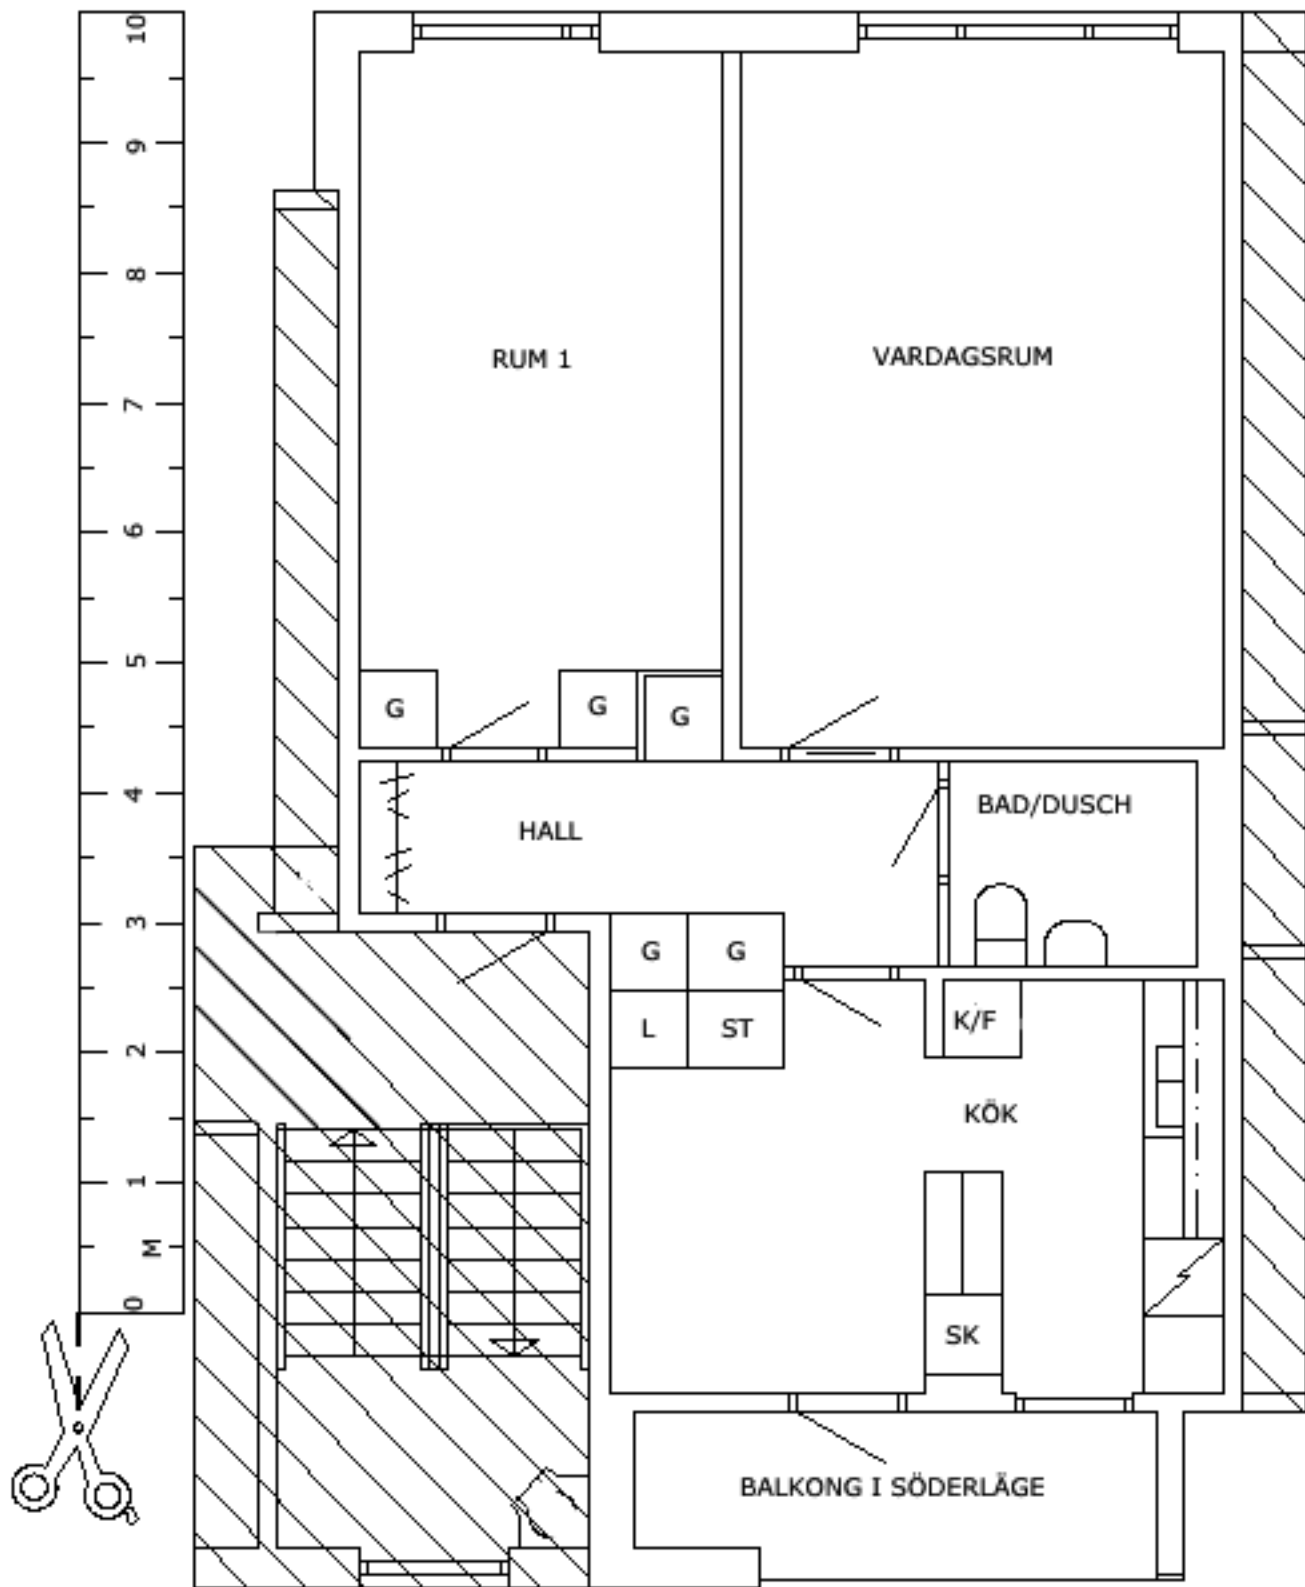 10
9
8
7
6
5
4
3
2
1
M
0
RUM 1
VARDAGSRUM
G
G
G
HALL
BAD/DUSCH
G G
L ST
K/F
KÖK
SK
BALKONG I SÖDERLÄGE